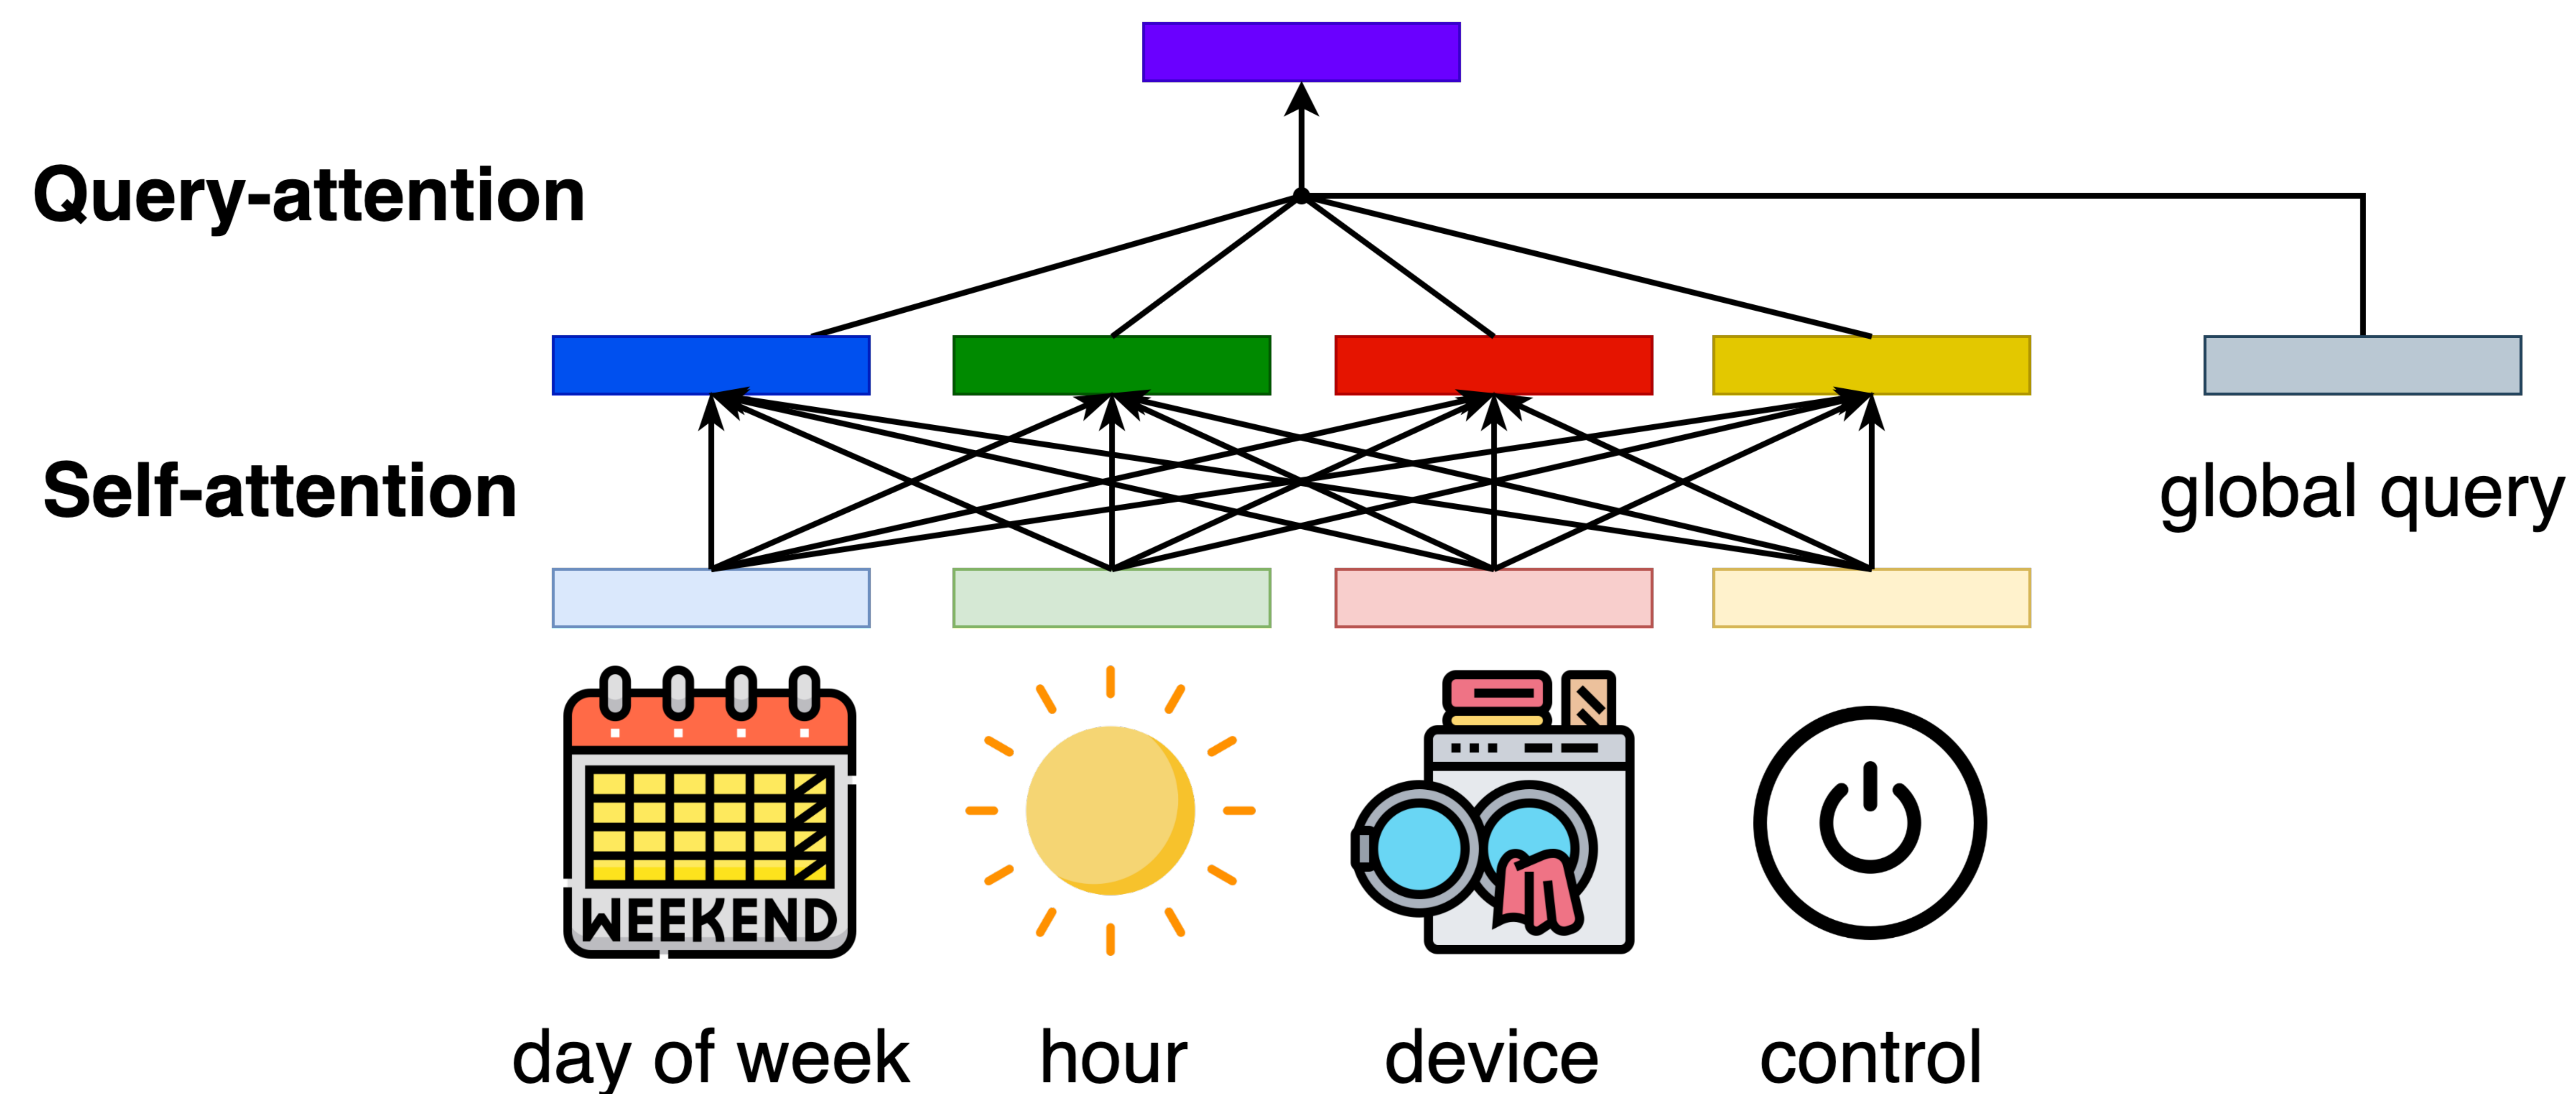 Query-attention
Self-attention
global query
WEEKEND
day of week
hour
device
control